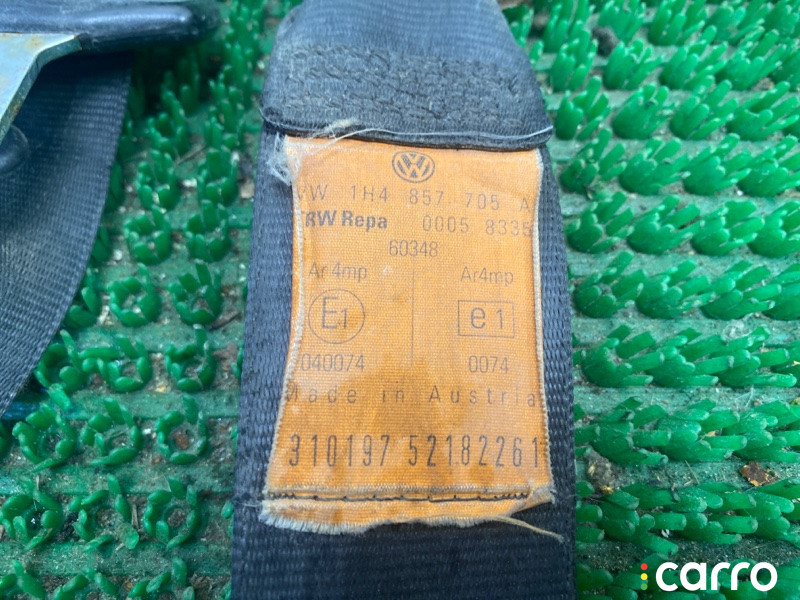 VW 1H4 857 705 A
TRW Repa 0005 8335
60348
Ar4mp Ar4mp
E1 e1
040074 0074
Made in Austria
310197 52182261
carro